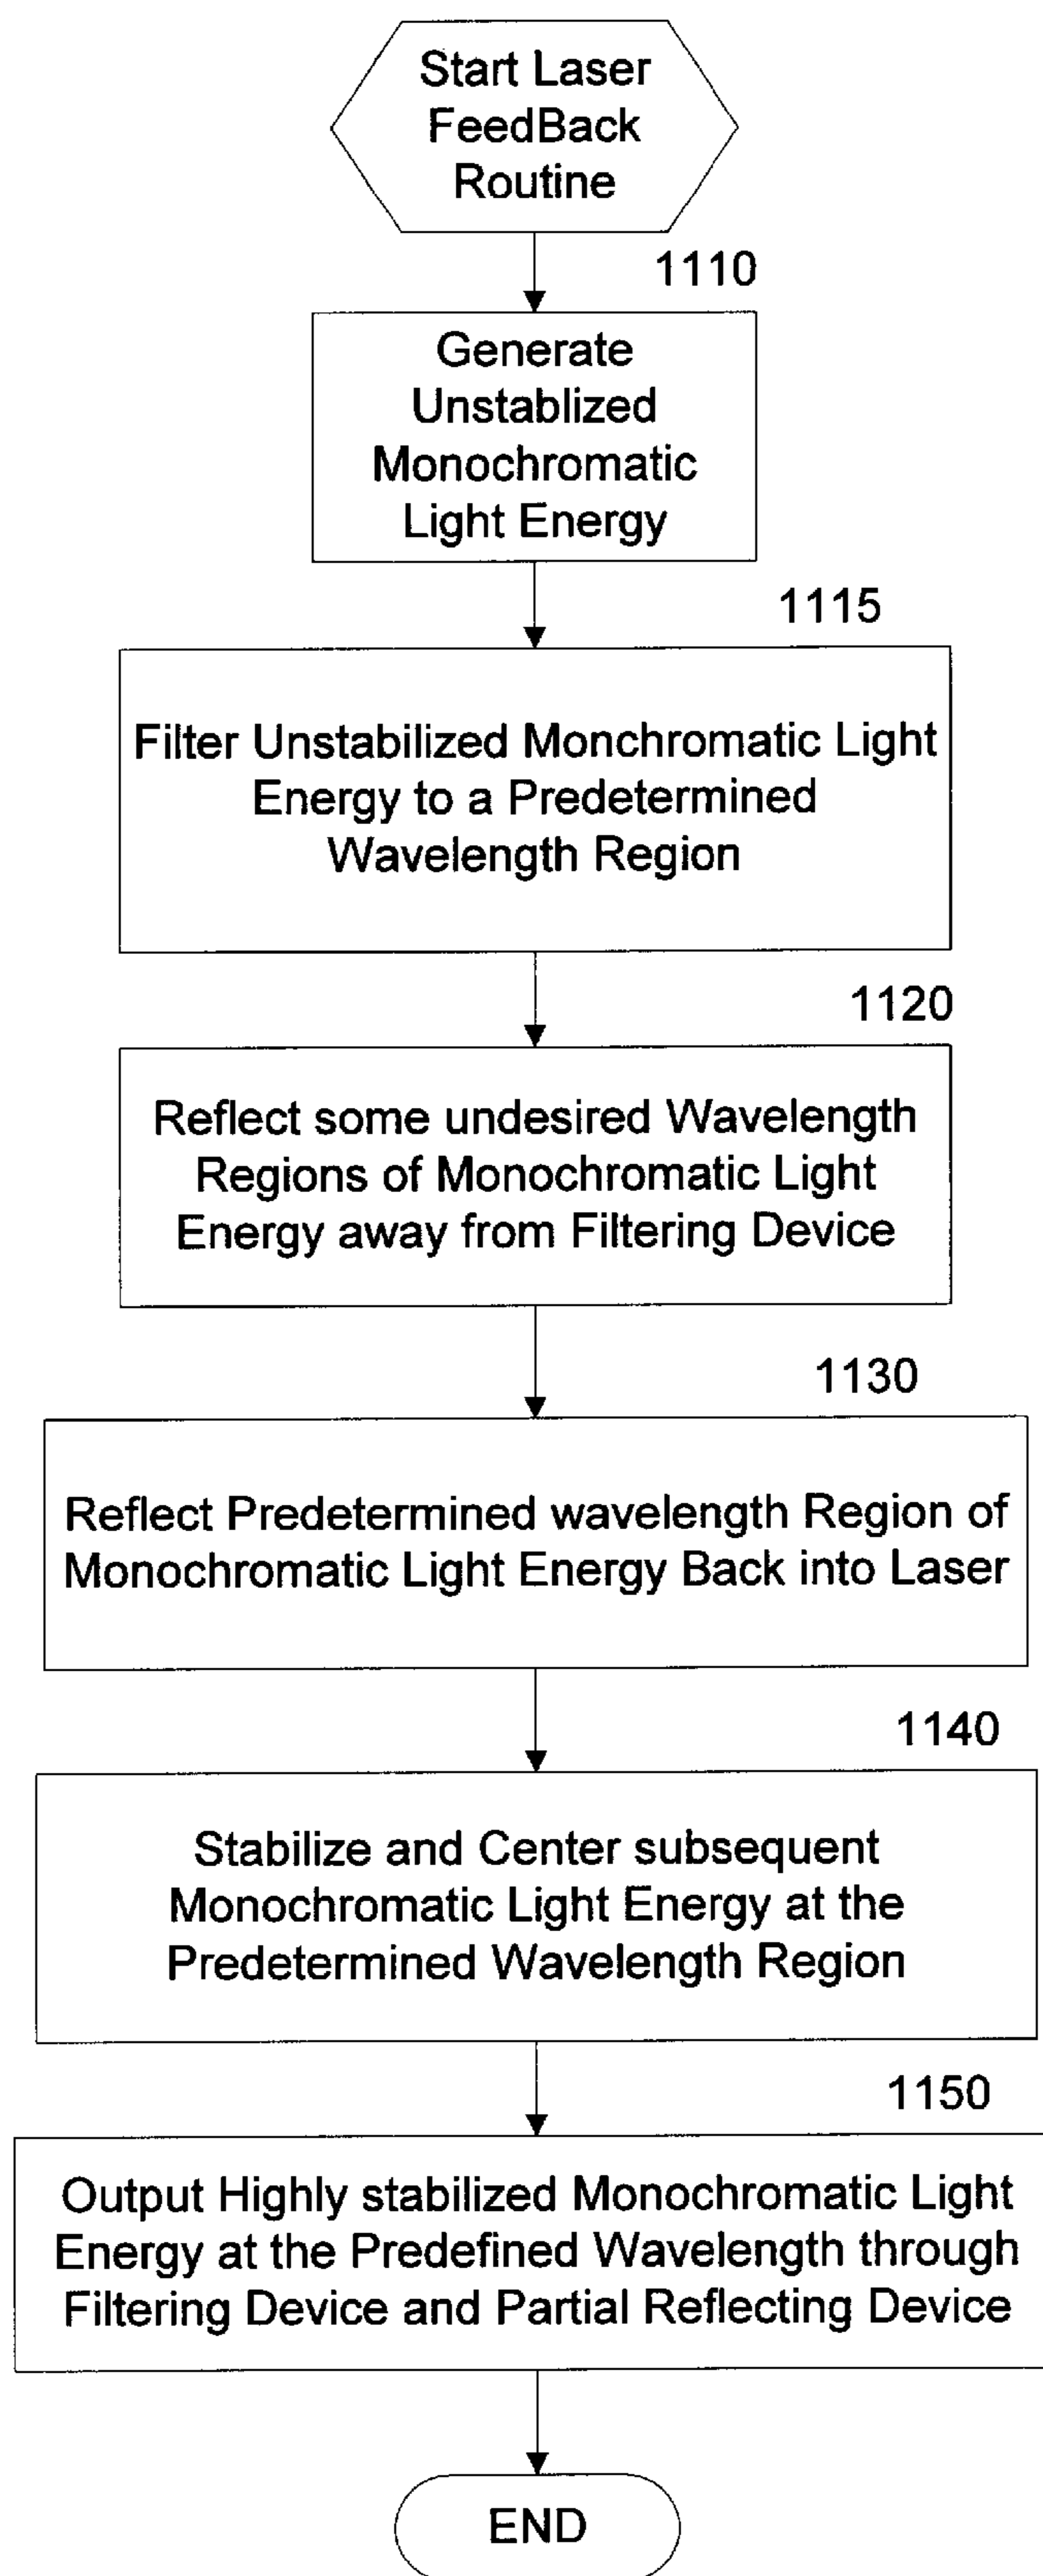 Start Laser
FeedBack
Routine
1110
Generate
Unstablized
Monochromatic
Light Energy
1115
Filter Unstabilized Monchromatic Light
Energy to a Predetermined
Wavelength Region
1120
Reflect some undesired Wavelength
Regions of Monochromatic Light
Energy away from Filtering Device
1130
Reflect Predetermined wavelength Region of
Monochromatic Light Energy Back into Laser
1140
Stabilize and Center subsequent
Monochromatic Light Energy at the
Predetermined Wavelength Region
1150
Output Highly stabilized Monochromatic Light
Energy at the Predefined Wavelength through
Filtering Device and Partial Reflecting Device
END